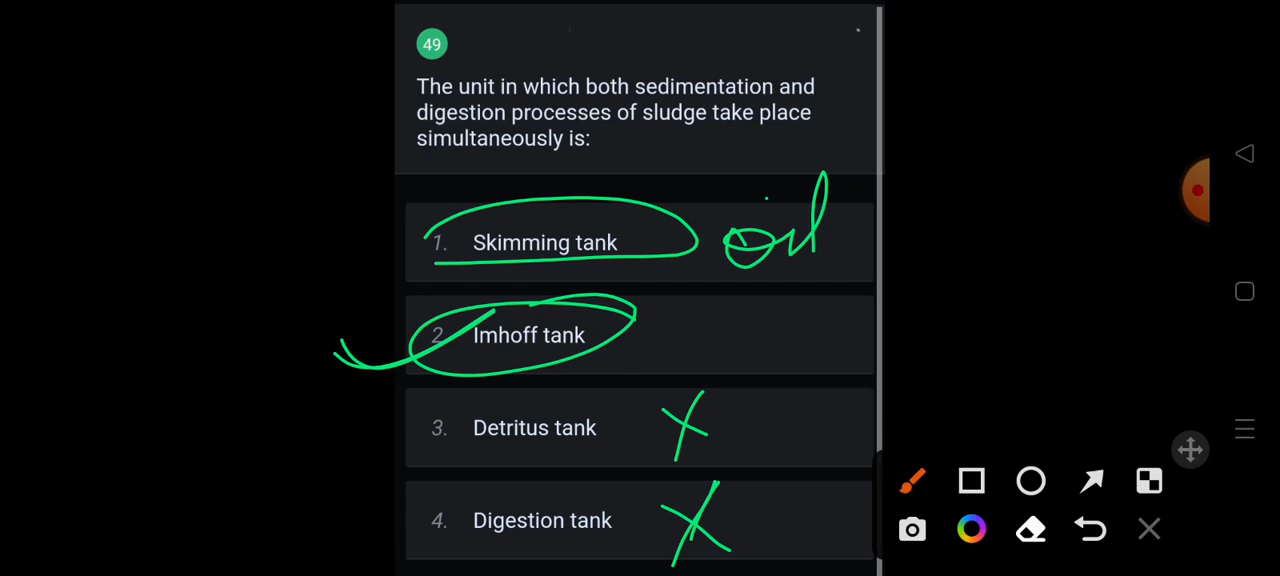 49
The unit in which both sedimentation and
digestion processes of sludge take place
simultaneously is:
1. Skimming tank oil
2. Imhoff tank
3. Detritus tank
4. Digestion tank